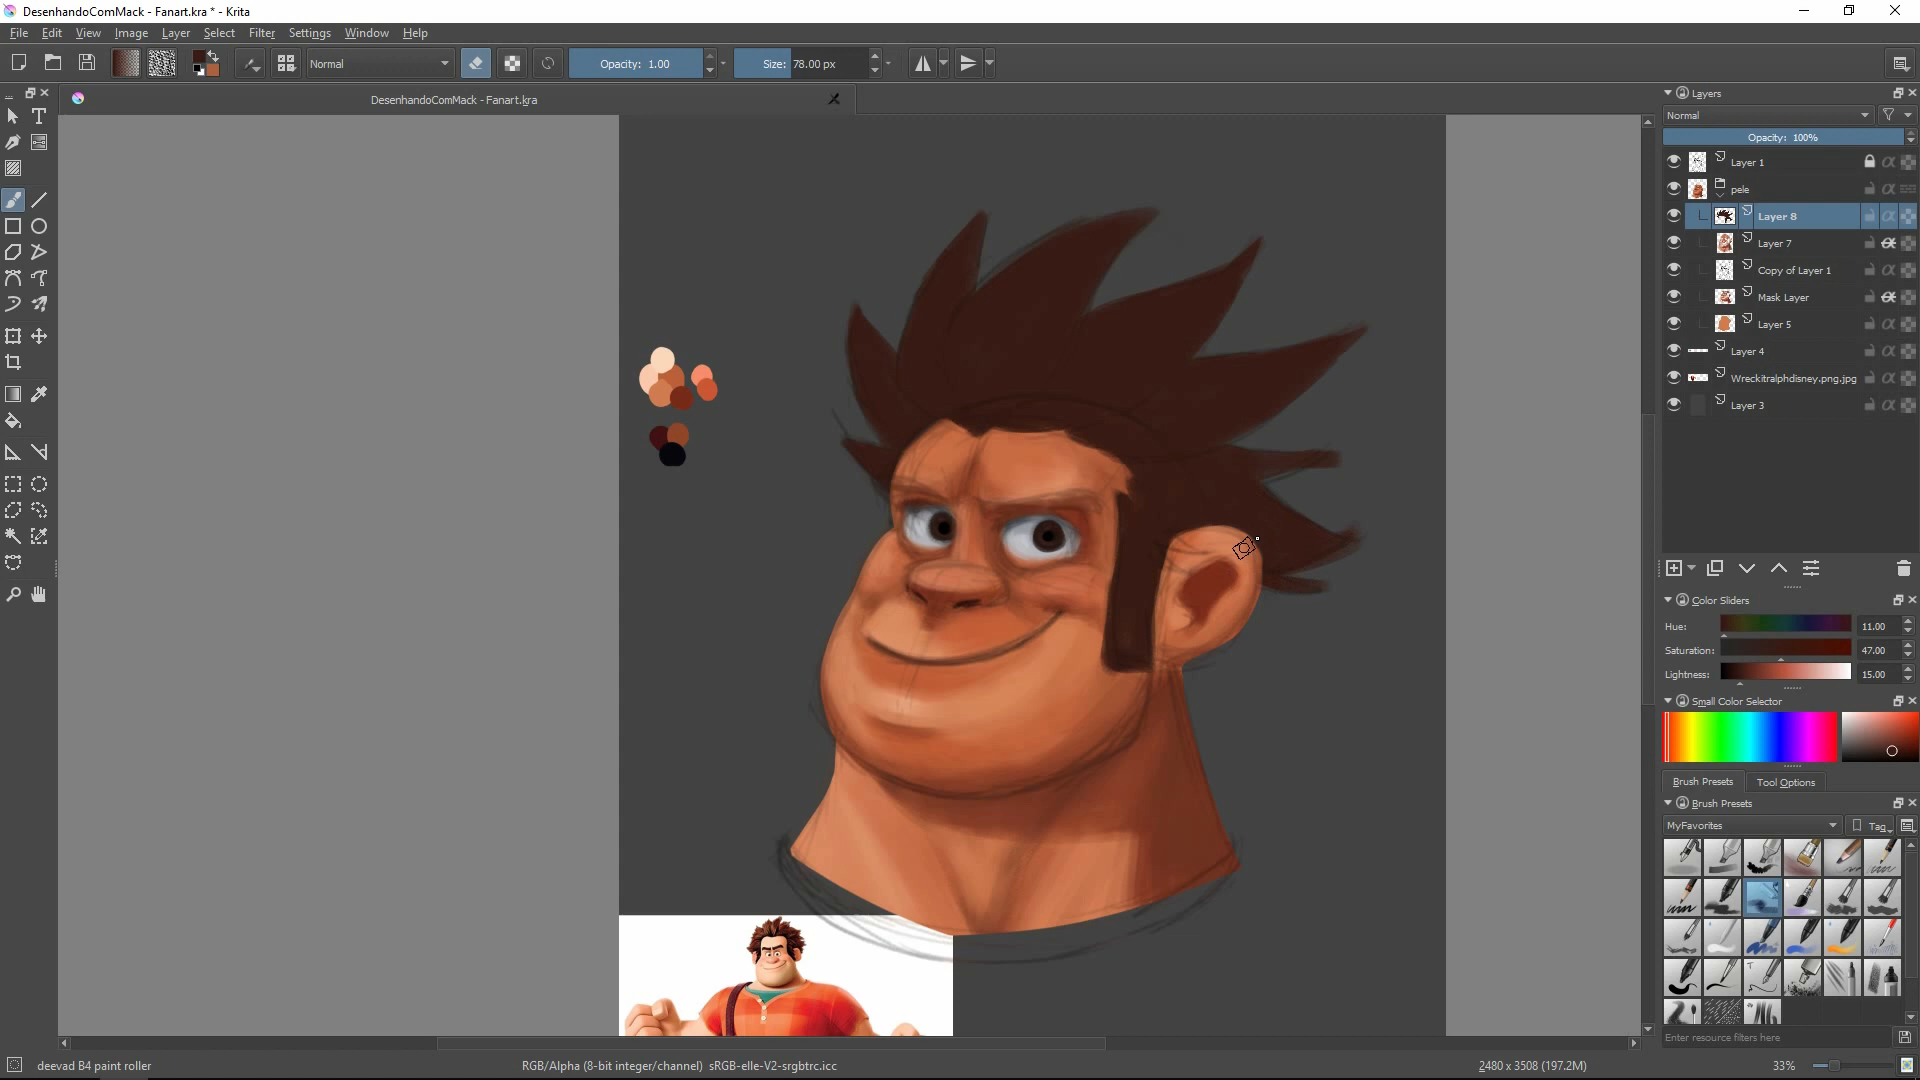 DesenhandoComMack - Fanart.kra * - Krita
File Edit View Image Layer Select Filter Settings Window Help
Normal Opacity: 1.00 Size: 78.00 px
DesenhandoComMack - Fanart.kra
Layers
Normal
Opacity: 100%
Layer 1
pele
Layer 8
Layer 7
Copy of Layer 1
Mask Layer
Layer 5
Layer 4
Wreckitralphdisney.png.jpg
Layer 3
Color Sliders
Hue: 11.00
Saturation: 47.00
Lightness: 15.00
Small Color Selector
Brush Presets Tool Options
Brush Presets
MyFavorites Tag
Enter resource filters here
deevad B4 paint roller RGB/Alpha (8-bit integer/channel) sRGB-elle-V2-srgbtrc.icc 2480 x 3508 (197.2M) 33%